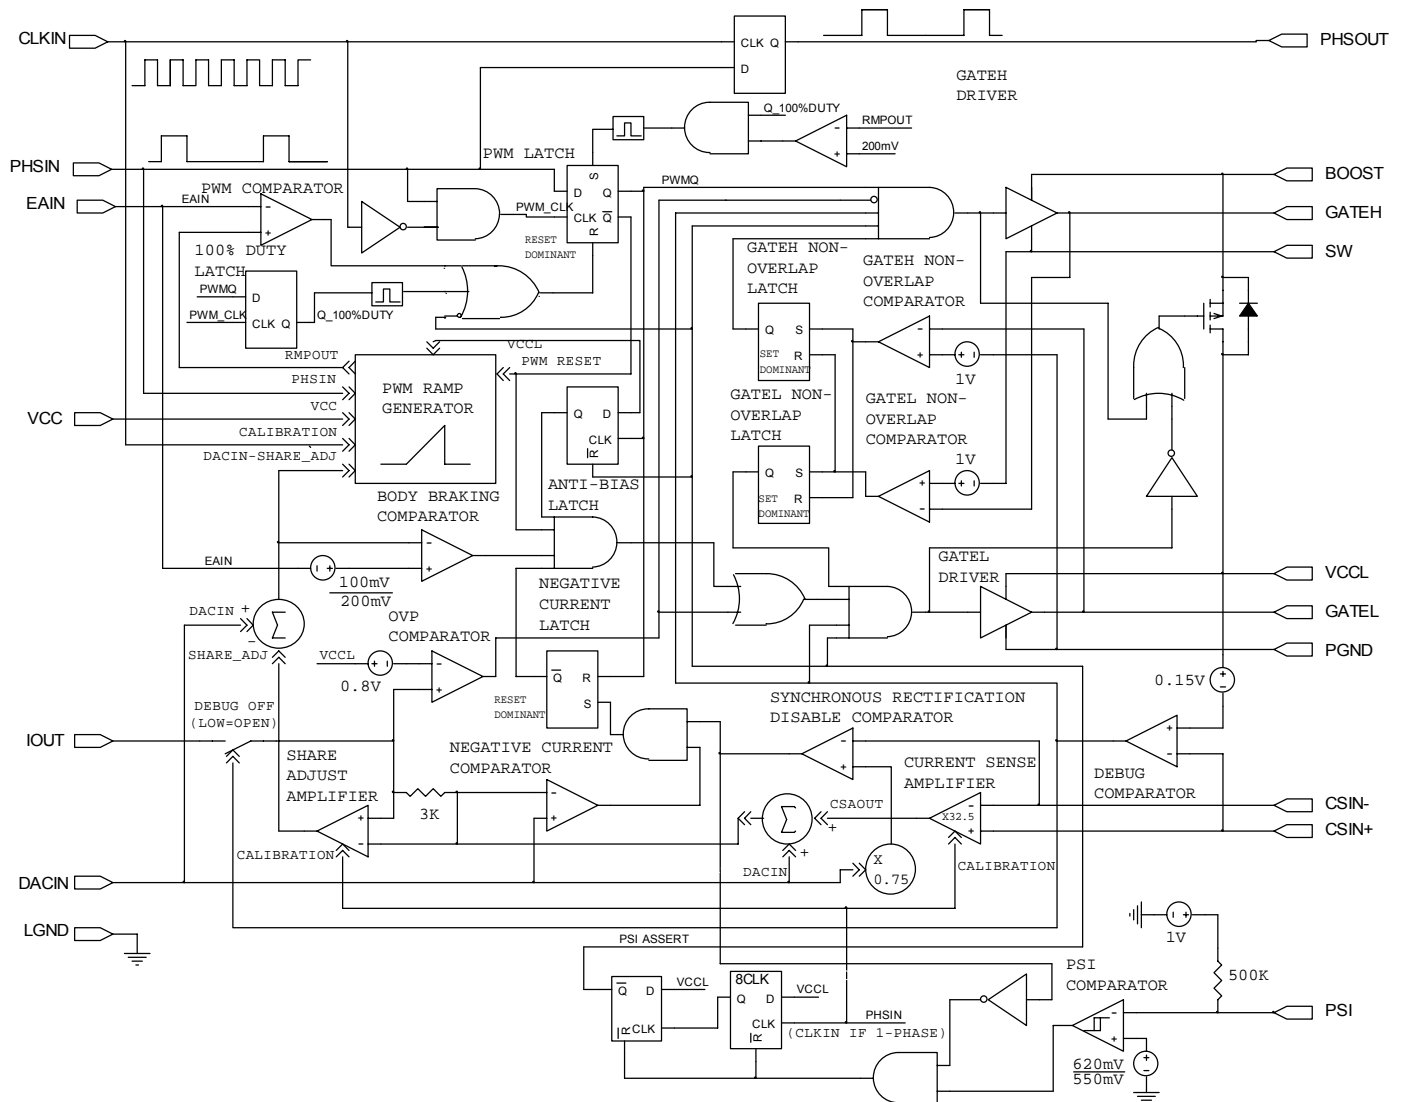 CLKIN
CLK Q
D
PHSOUT
GATEH
DRIVER
Q_100%DUTY
RMPOUT
200mV
-
+
PHSIN
PWM LATCH
S
D Q
CLK Q
R
PWMQ
BOOST
EAIN
PWM COMPARATOR
EAIN
-
+
PWM_CLK
RESET
DOMINANT
GATEH
SW
100% DUTY
LATCH
PWMQ
D
PWM_CLK
CLK Q
Q_100%DUTY
GATEH NON-
OVERLAP
LATCH
GATEH NON-
OVERLAP
COMPARATOR
Q S
SET R
DOMINANT
-
+
+ -
1V
VCCL
RMPOUT
PWM RESET
PHSIN
PWM RAMP
GENERATOR
VCC
VCC
CALIBRATION
DACIN-SHARE_ADJ
Q D
CLK
R
ANTI-BIAS
LATCH
GATEL NON-
OVERLAP
LATCH
GATEL NON-
OVERLAP
COMPARATOR
1V
+ -
Q S
SET R
DOMINANT
+
-
BODY BRAKING
COMPARATOR
-
+
EAIN
- +
100mV
200mV
NEGATIVE
CURRENT
LATCH
GATEL
DRIVER
VCCL
GATEL
PGND
DACIN +
Σ
-
SHARE_ADJ
OVP
COMPARATOR
VCCL
+ -
0.8V
-
+
Q R
S
RESET
DOMINANT
0.15V
+
-
DEBUG OFF
(LOW=OPEN)
IOUT
SYNCHRONOUS RECTIFICATION
DISABLE COMPARATOR
-
+
SHARE
ADJUST
AMPLIFIER
NEGATIVE CURRENT
COMPARATOR
-
+
CURRENT SENSE
AMPLIFIER
+
-
DEBUG
COMPARATOR
3K
+
-
Σ
+
+
CSAOUT
-
X32.5
+
CSIN-
CSIN+
CALIBRATION
DACIN
DACIN
X
0.75
CALIBRATION
LGND
- +
1V
500K
PSI ASSERT
Q D
R CLK
VCCL
8CLK
Q D
CLK
R
VCCL
PHSIN
(CLKIN IF 1-PHASE)
PSI
COMPARATOR
-
+
PSI
620mV
550mV
+
-